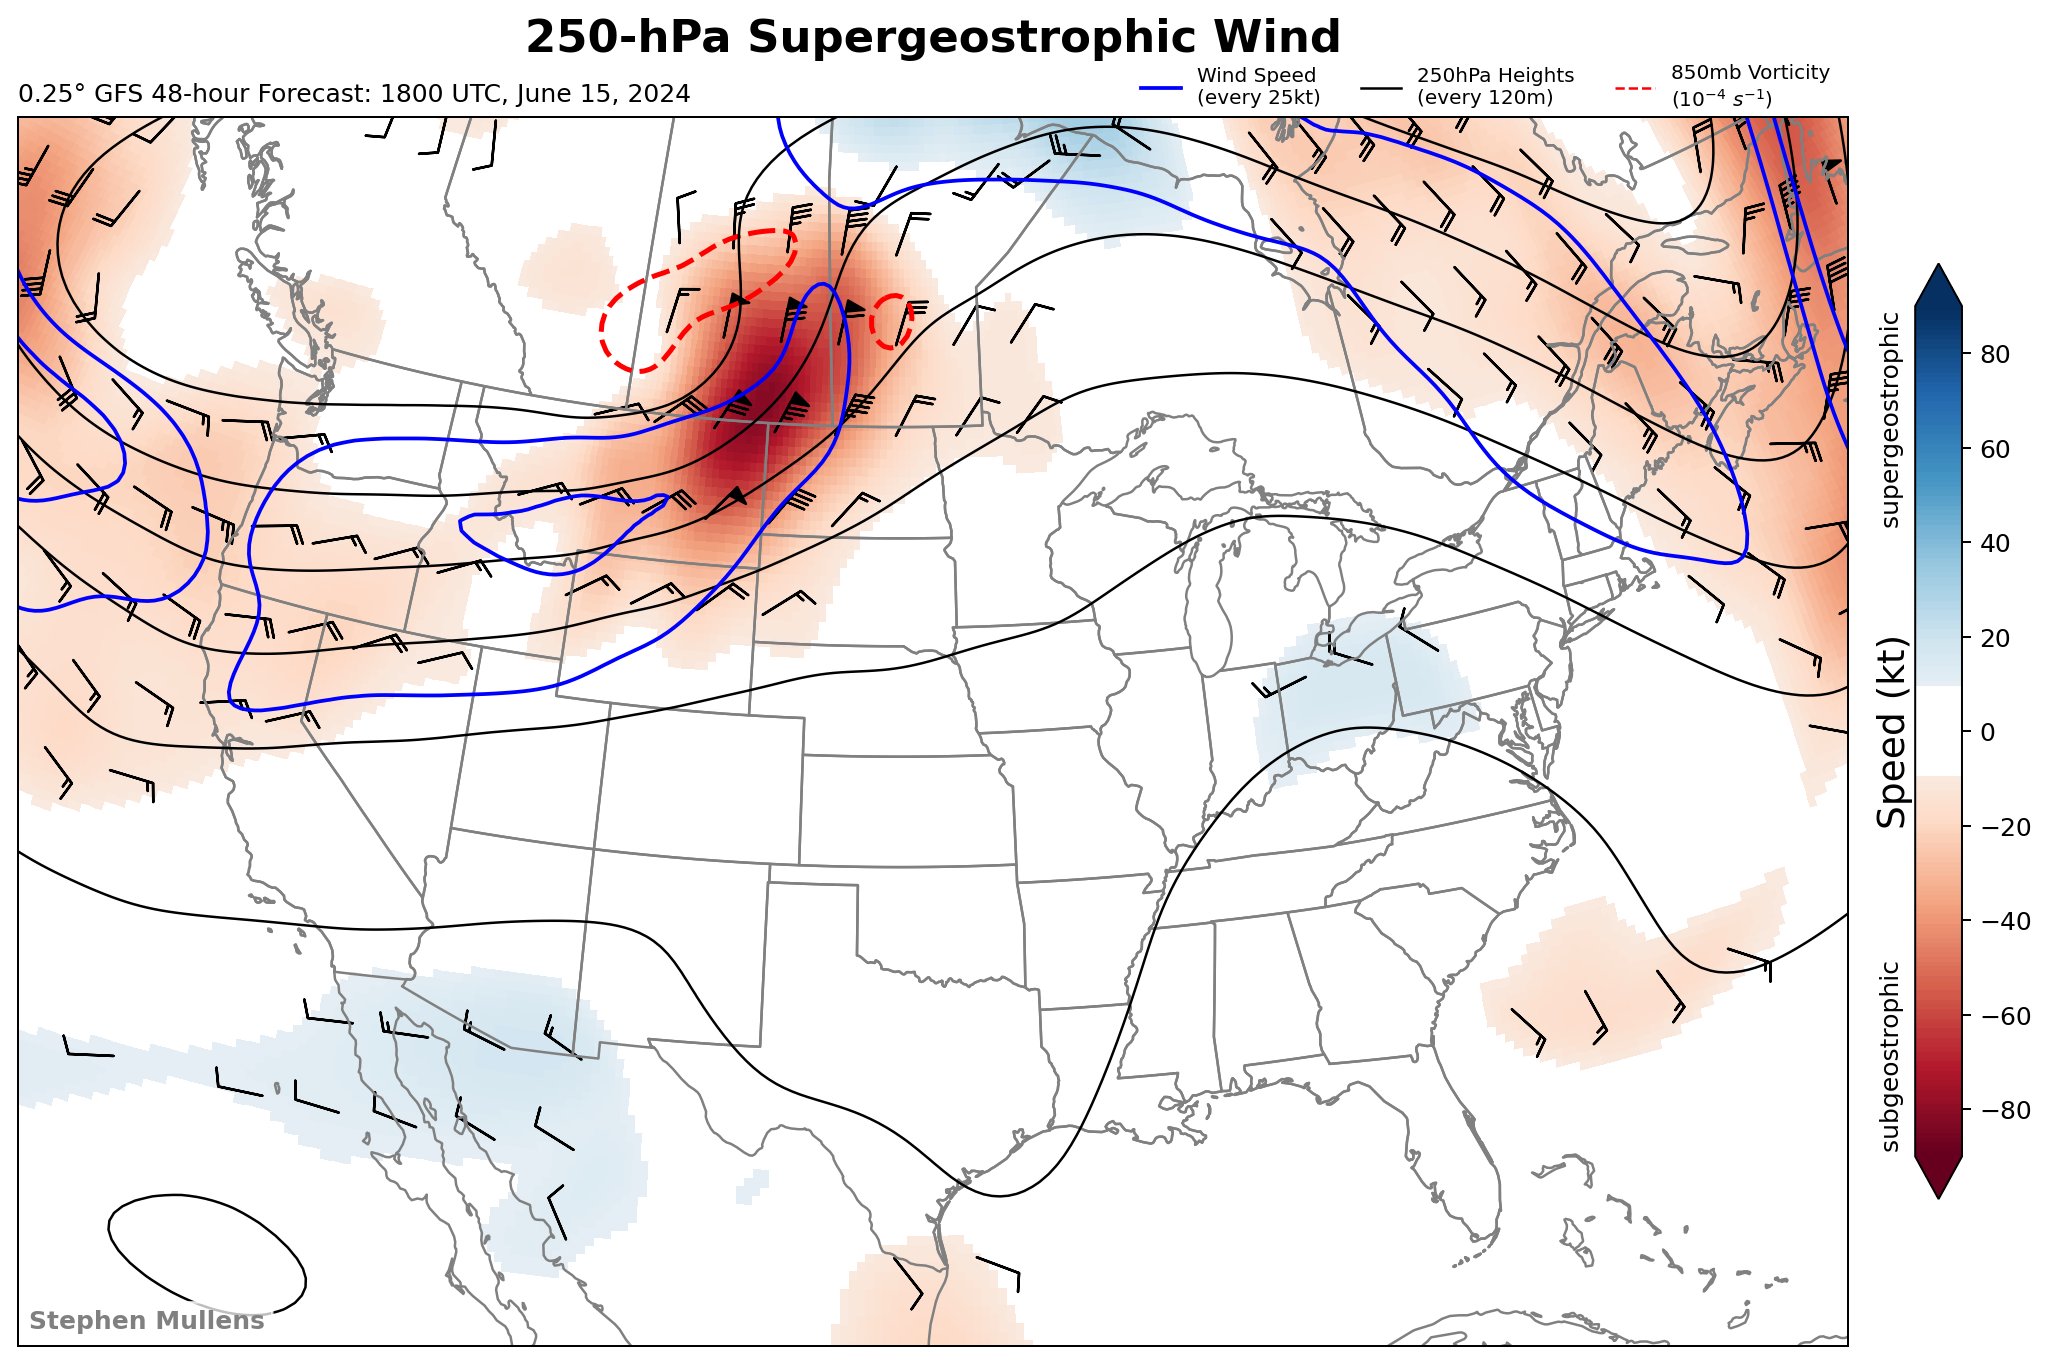 250-hPa Supergeostrophic Wind
0.25° GFS 48-hour Forecast: 1800 UTC, June 15, 2024
Wind Speed
(every 25kt)
250hPa Heights
(every 120m)
850mb Vorticity
(10⁻⁴ s⁻¹)
supergeostrophic
subgeostrophic
Speed (kt)
80
60
40
20
0
−20
−40
−60
−80
Stephen Mullens